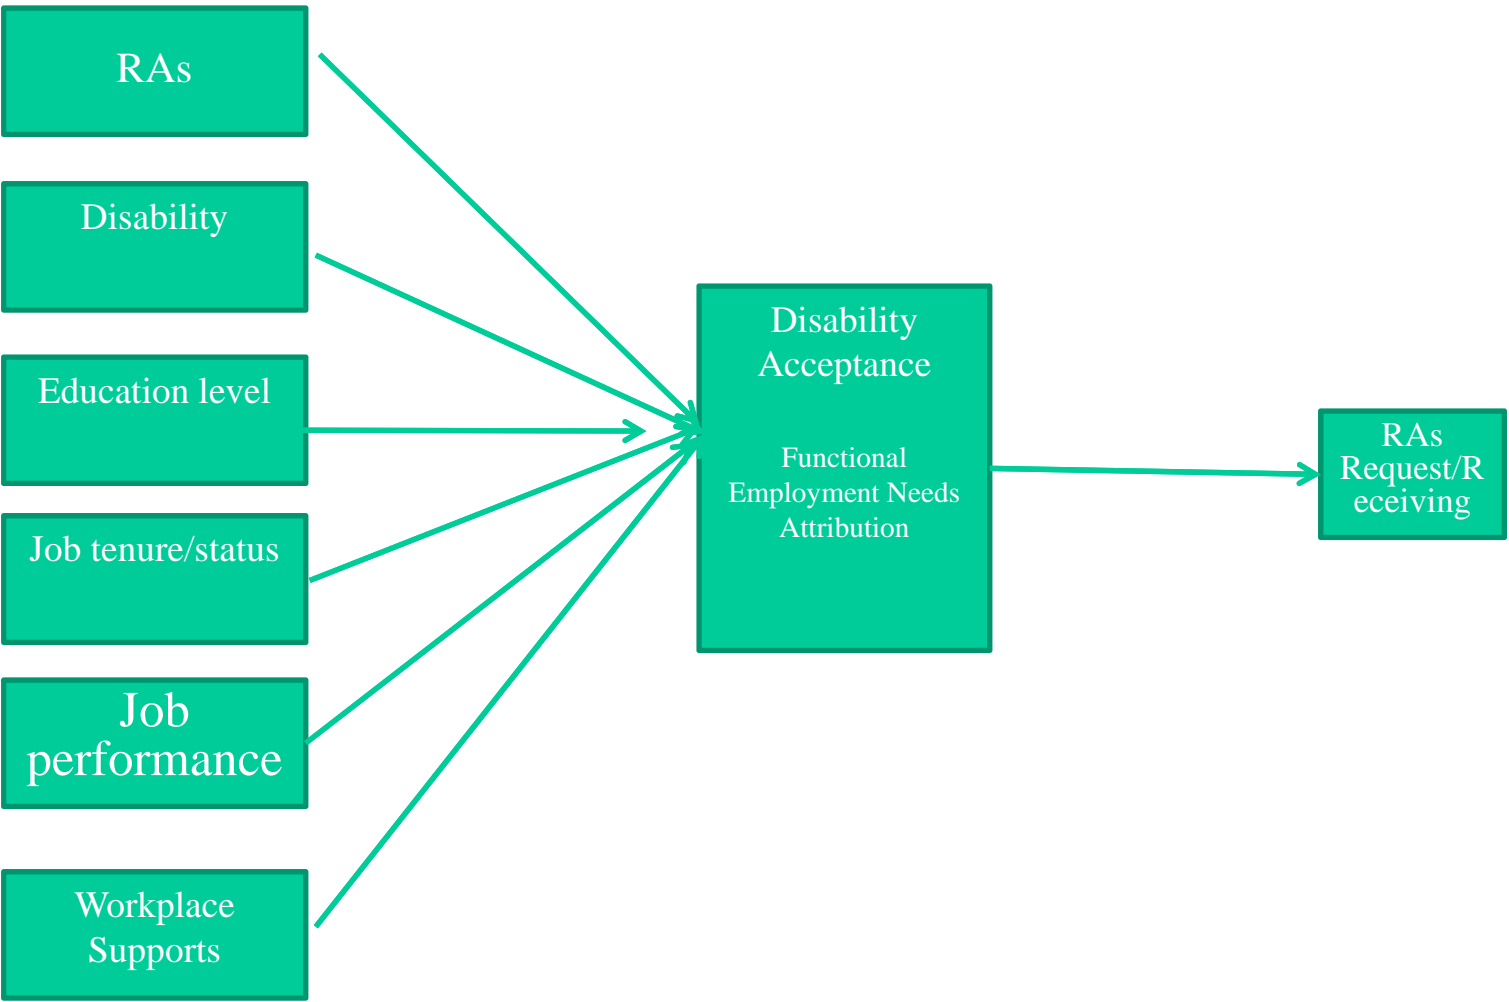 RAs
Disability
Education level
Job tenure/status
Job
performance
Workplace
Supports
Disability
Acceptance
Functional
Employment Needs
Attribution
RAs
Request/R
eceiving